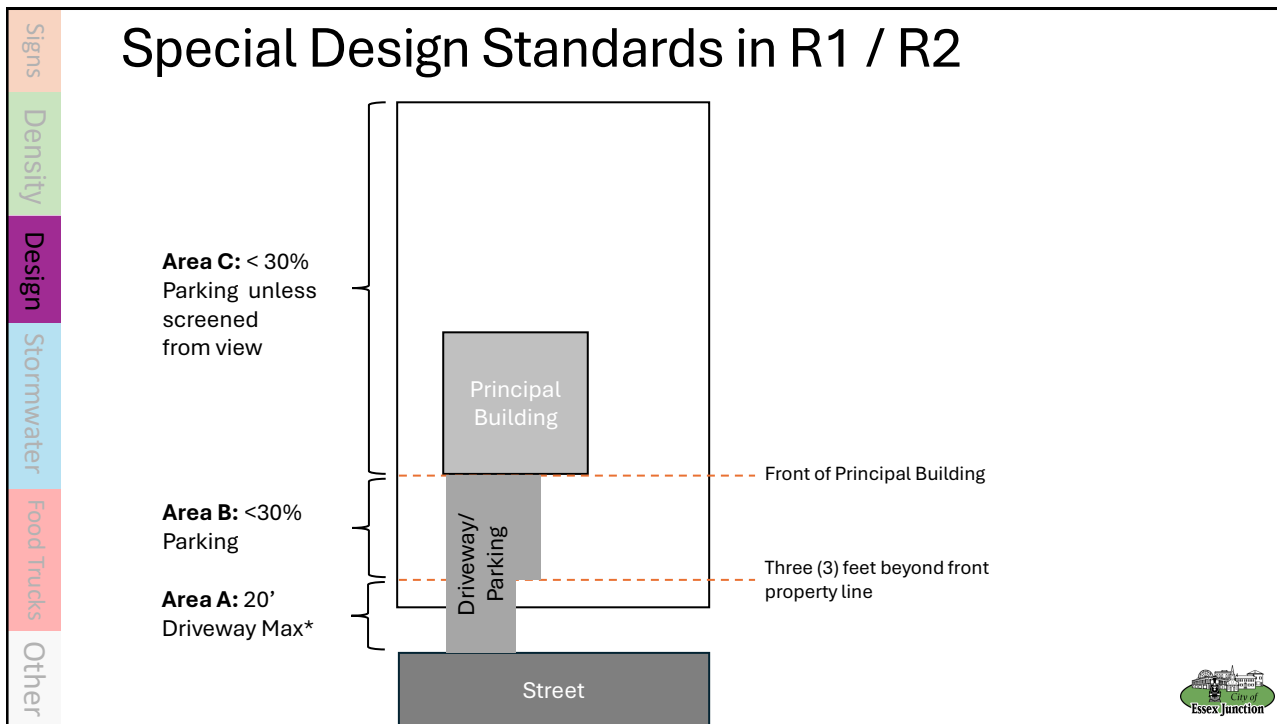 Signs
Density
Design
Stormwater
Food Trucks
Other
Special Design Standards in R1 / R2
Area C: < 30%
Parking unless
screened
from view
Principal
Building
Front of Principal Building
Area B: <30%
Parking
Driveway/
Parking
Three (3) feet beyond front
property line
Area A: 20’
Driveway Max*
Street
City of
Essex Junction